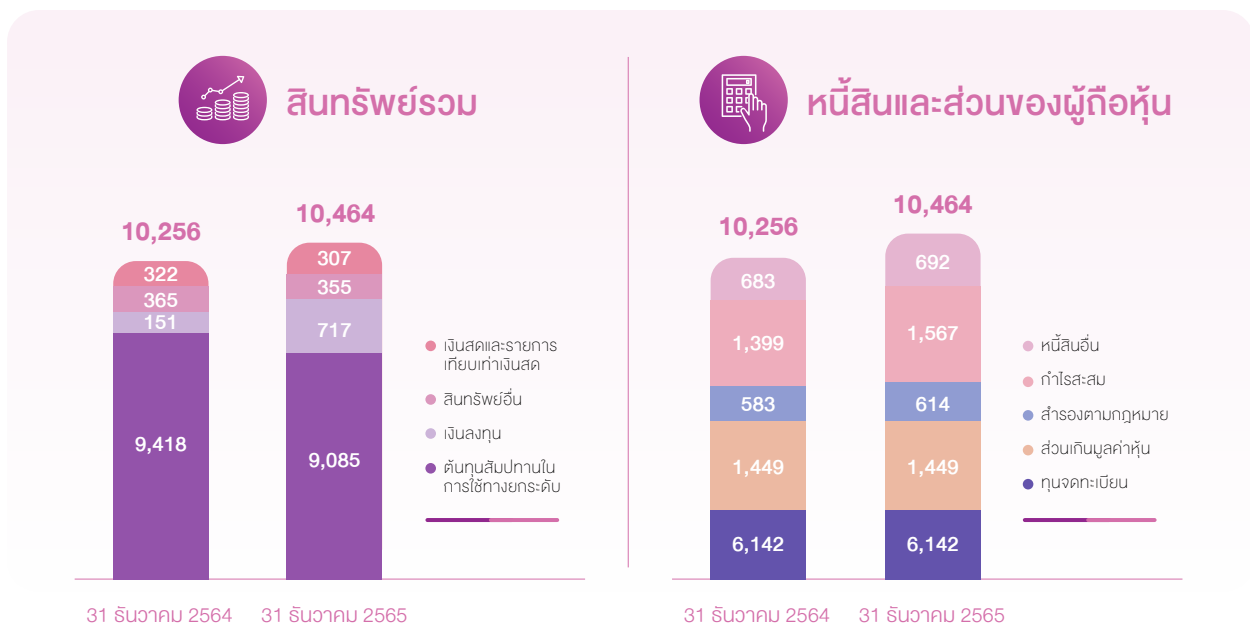 สินทรัพย์รวม
10,256
322
365
151
9,418
10,464
307
355
717
9,085
เงินสดและรายการ
เทียบเท่าเงินสด
สินทรัพย์อื่น
เงินลงทุน
ต้นทุนสัมปทานใน
การใช้ทางยกระดับ
31 ธันวาคม 2564
31 ธันวาคม 2565
หนี้สินและส่วนของผู้ถือหุ้น
10,256
683
1,399
583
1,449
6,142
10,464
692
1,567
614
1,449
6,142
หนี้สินอื่น
กำไรสะสม
สำรองตามกฎหมาย
ส่วนเกินมูลค่าหุ้น
ทุนจดทะเบียน
31 ธันวาคม 2564
31 ธันวาคม 2565